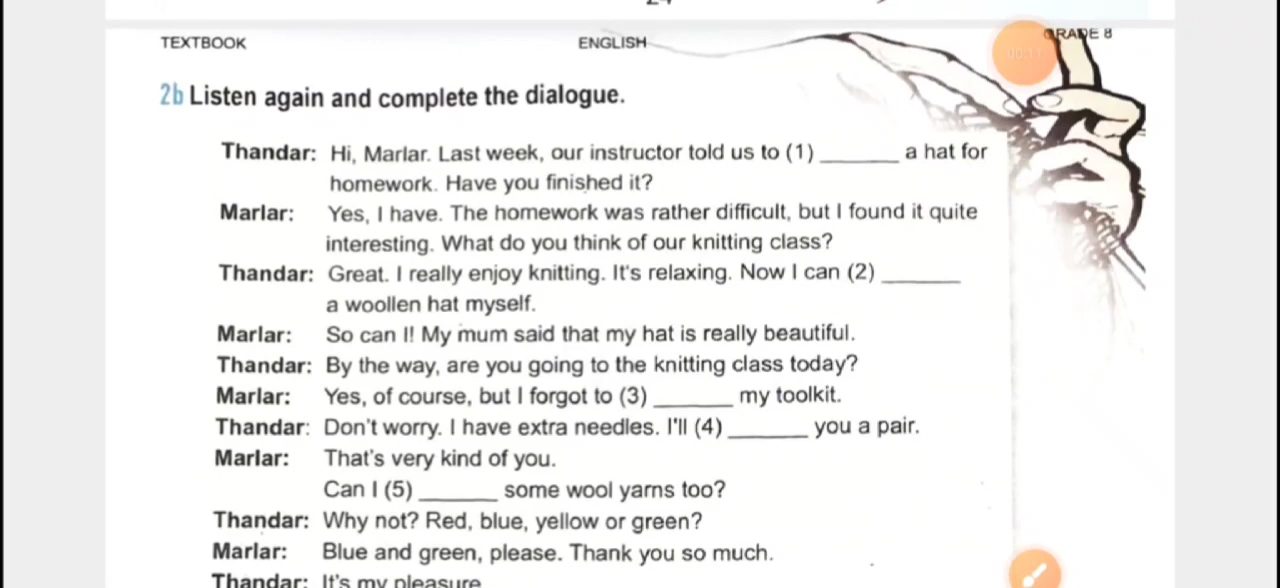 TEXTBOOK ENGLISH GRADE 8
2b Listen again and complete the dialogue.
Thandar: Hi, Marlar. Last week, our instructor told us to (1) ______ a hat for
homework. Have you finished it?
Marlar: Yes, I have. The homework was rather difficult, but I found it quite
interesting. What do you think of our knitting class?
Thandar: Great. I really enjoy knitting. It's relaxing. Now I can (2) ______
a woollen hat myself.
Marlar: So can I! My mum said that my hat is really beautiful.
Thandar: By the way, are you going to the knitting class today?
Marlar: Yes, of course, but I forgot to (3) ______ my toolkit.
Thandar: Don't worry. I have extra needles. I'll (4) ______ you a pair.
Marlar: That's very kind of you.
Can I (5) ______ some wool yarns too?
Thandar: Why not? Red, blue, yellow or green?
Marlar: Blue and green, please. Thank you so much.
Thandar: It's my pleasure